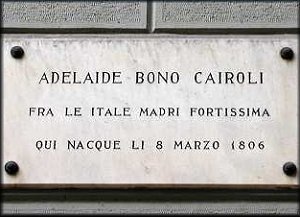 ADELAIDE BONO CAIROLI
FRA LE ITALE MADRI FORTISSIMA
QUI NACQUE LI 8 MARZO 1806